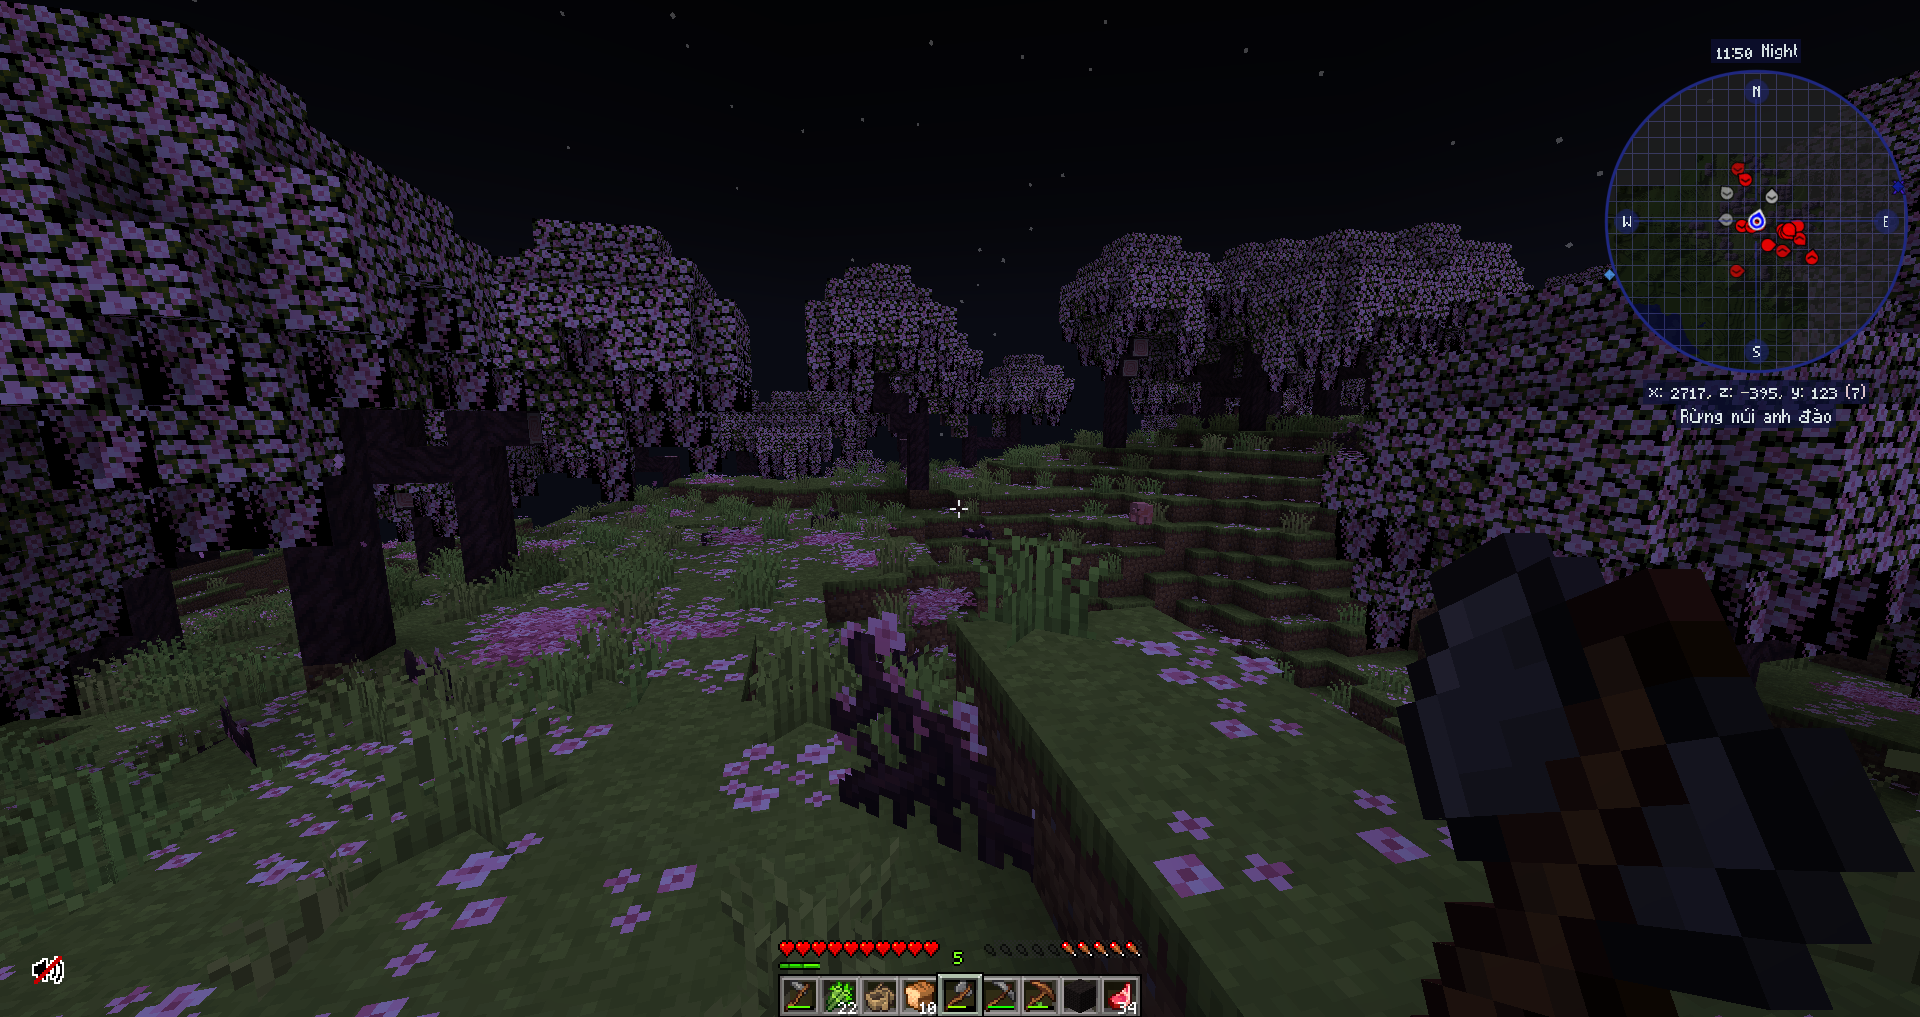 11:50 Night
N
W
E
S
x: 2717, z: -395, y: 123 (7)
Rừng núi anh đào
5
22
10
34